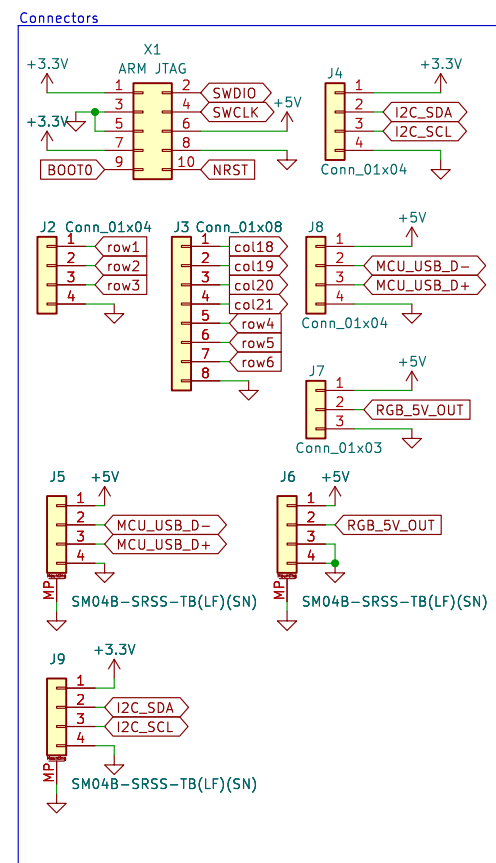 Connectors
X1
ARM JTAG
+3.3V
1
2
SWDIO
3
4
SWCLK
+5V
+3.3V
5
6
7
8
BOOT0
9
10
NRST
J4
+3.3V
1
2
I2C_SDA
3
I2C_SCL
4
Conn_01x04
J2
Conn_01x04
1
row1
2
row2
3
row3
4
J3
Conn_01x08
1
col18
2
col19
3
col20
4
col21
5
row4
6
row5
7
row6
8
J8
+5V
1
2
MCU_USB_D-
3
MCU_USB_D+
4
Conn_01x04
J7
+5V
1
2
RGB_5V_OUT
3
Conn_01x03
J5
+5V
1
2
MCU_USB_D-
3
MCU_USB_D+
4
MP
SM04B-SRSS-TB(LF)(SN)
J6
+5V
1
2
RGB_5V_OUT
3
4
MP
SM04B-SRSS-TB(LF)(SN)
J9
+3.3V
1
2
I2C_SDA
3
I2C_SCL
4
MP
SM04B-SRSS-TB(LF)(SN)